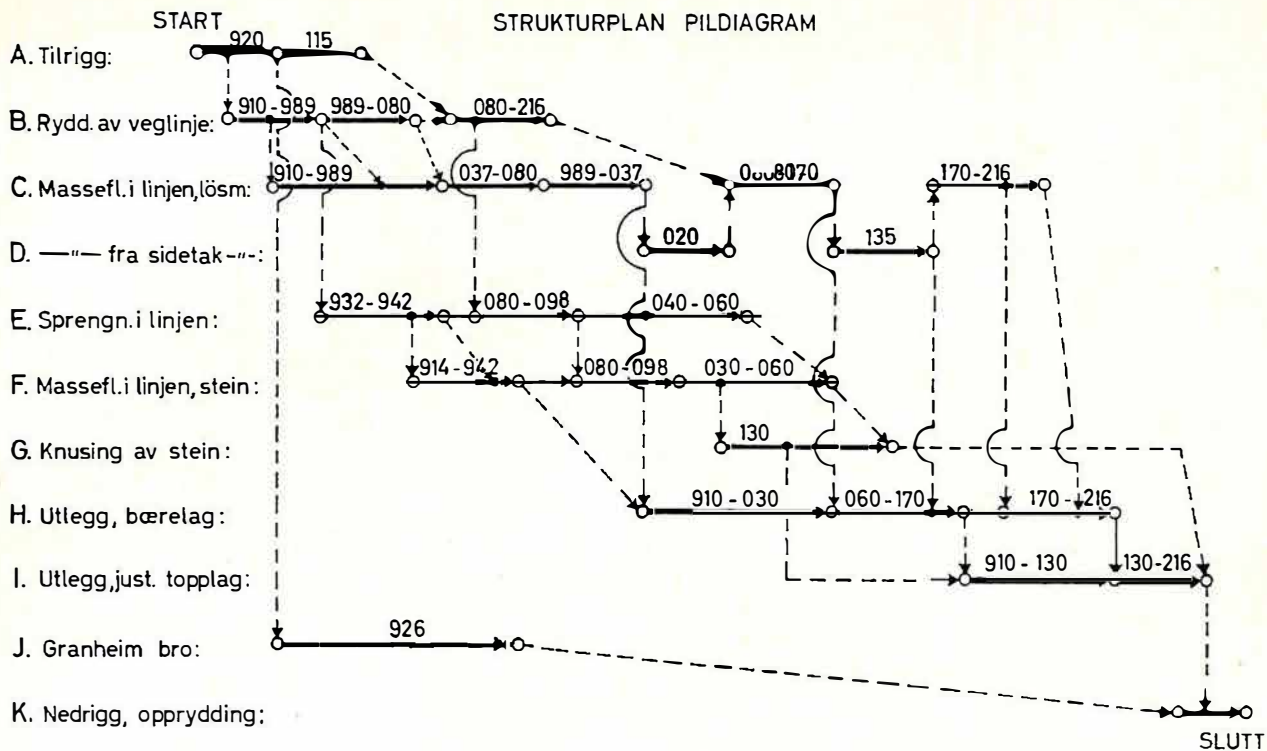 START
STRUKTURPLAN PILDIAGRAM
A. Tilrigg:
920
115
B. Rydd. av veglinje:
910-989
989-080
080-216
C. Massefl. i linjen, lösm:
910-989
037-080
989-037
170-216
D. —"— fra sidetak -"-:
020
135
E. Sprengn. i linjen:
932-942
080-098
040-060
F. Massefl. i linjen, stein:
914-942
080-098
030-060
G. Knusing av stein:
130
H. Utlegg, bærelag:
910-030
060-170
170-216
I. Utlegg, just. topplag:
910-130
130-216
J. Granheim bro:
926
K. Nedrigg, opprydding;
SLUTT